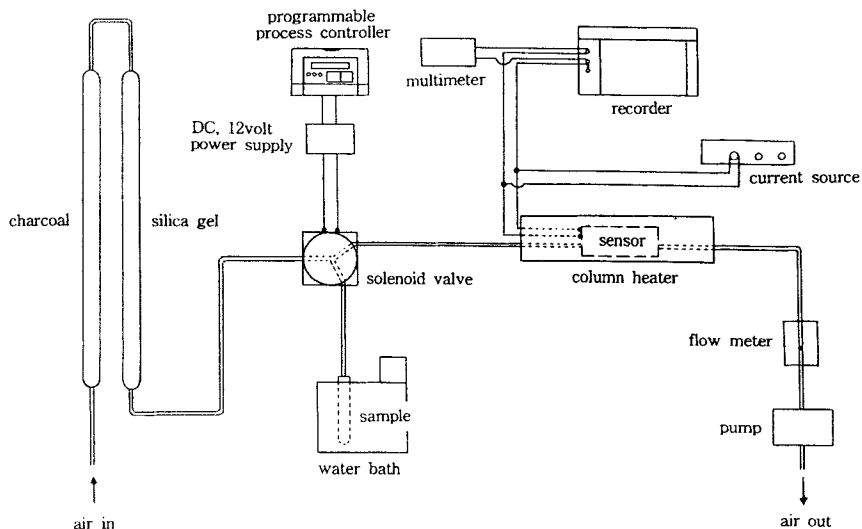 programmable
process controller
multimeter
recorder
DC, 12volt
power supply
current source
charcoal
silica gel
sensor
solenoid valve
column heater
flow meter
sample
pump
water bath
air in
air out